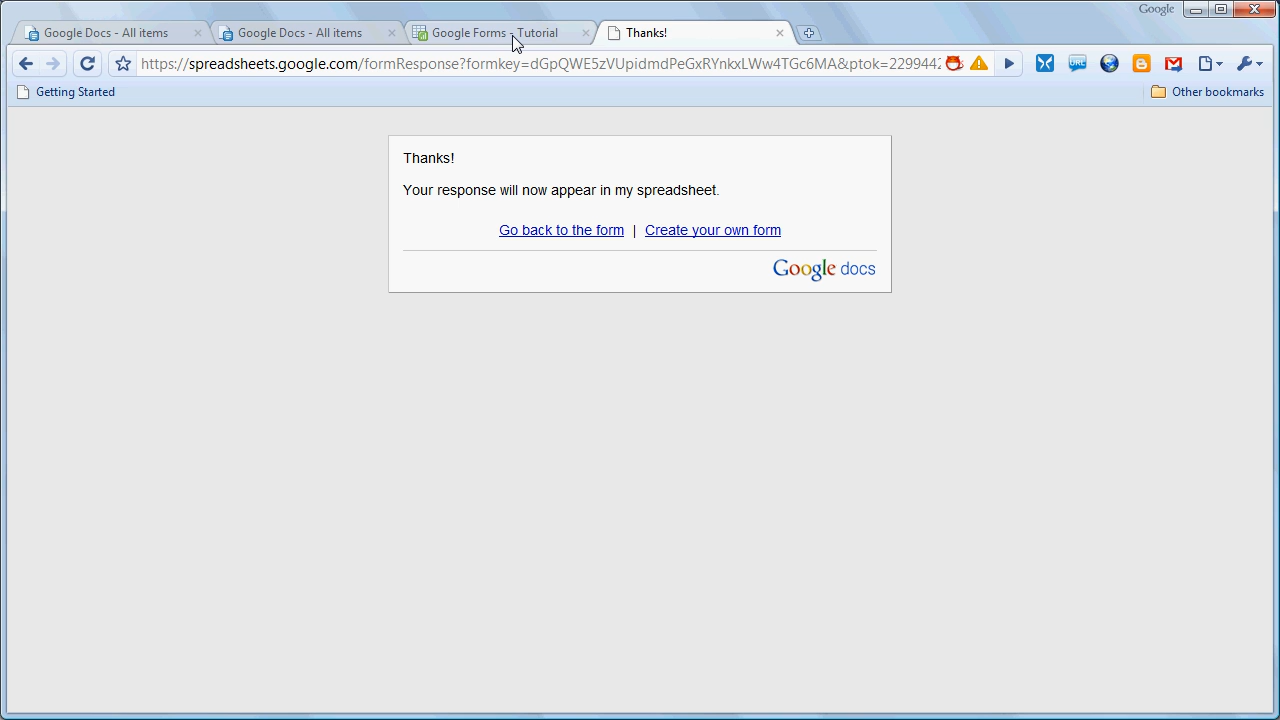 Google
Google Docs - All items
Google Docs - All items
Google Forms - Tutorial
Thanks!
https://spreadsheets.google.com/formResponse?formkey=dGpQWE5zVUpidmdPeGxRYnkxLWw4TGc6MA&ptok=2299442
URL
Getting Started
Other bookmarks
Thanks!
Your response will now appear in my spreadsheet.
Go back to the form | Create your own form
Google docs